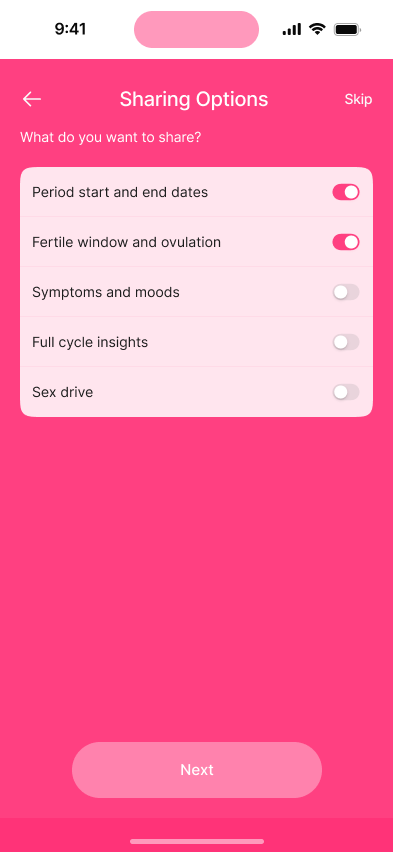 9:41
Sharing Options
Skip
What do you want to share?
Period start and end dates
Fertile window and ovulation
Symptoms and moods
Full cycle insights
Sex drive
Next